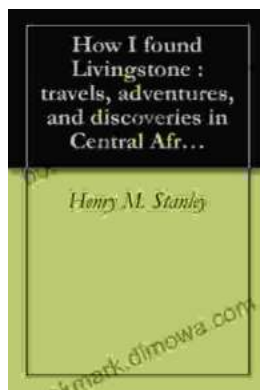 How I found
Livingstone :
travels, adventures,
and discoveries in
Central Afr...
Henry M. Stanley